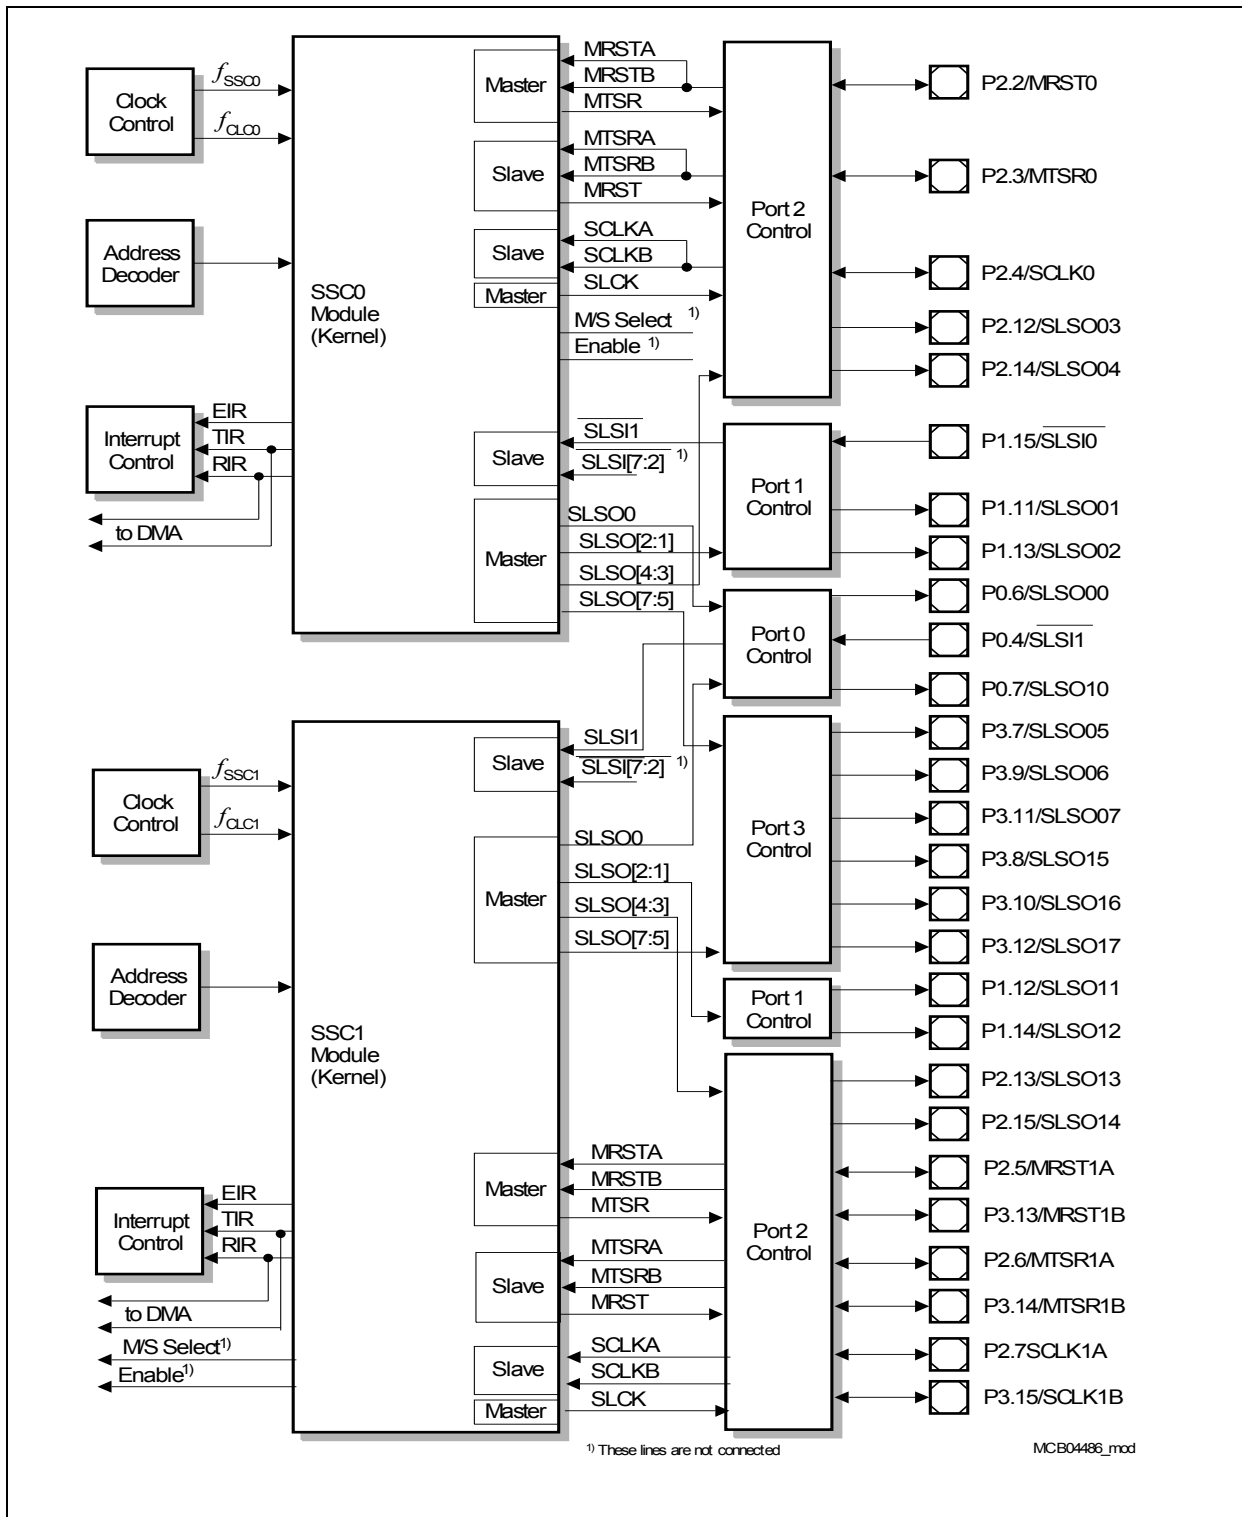 Clock
Control
fSSC0
fCLC0
Address
Decoder
SSC0
Module
(Kernel)
Interrupt
Control
EIR
TIR
RIR
to DMA
Master
MRSTA
MRSTB
MTSR
Slave
MTSRA
MTSRB
MRST
Slave
SCLKA
SCLKB
Master
SLCK
M/S Select 1)
Enable 1)
Slave
SLSI1
SLSI[7:2] 1)
Master
SLSO0
SLSO[2:1]
SLSO[4:3]
SLSO[7:5]
Port 2
Control
Port 1
Control
Port 0
Control
P2.2/MRST0
P2.3/MTSR0
P2.4/SCLK0
P2.12/SLSO03
P2.14/SLSO04
P1.15/SLSI0
P1.11/SLSO01
P1.13/SLSO02
P0.6/SLSO00
P0.4/SLSI1
P0.7/SLSO10
Clock
Control
fSSC1
fCLC1
Address
Decoder
SSC1
Module
(Kernel)
Interrupt
Control
EIR
TIR
RIR
to DMA
M/S Select1)
Enable1)
Slave
SLSI1
SLSI[7:2] 1)
Master
SLSO0
SLSO[2:1]
SLSO[4:3]
SLSO[7:5]
Master
MRSTA
MRSTB
MTSR
Slave
MTSRA
MTSRB
MRST
Slave
SCLKA
SCLKB
Master
SLCK
Port 3
Control
Port 1
Control
Port 2
Control
P3.7/SLSO05
P3.9/SLSO06
P3.11/SLSO07
P3.8/SLSO15
P3.10/SLSO16
P3.12/SLSO17
P1.12/SLSO11
P1.14/SLSO12
P2.13/SLSO13
P2.15/SLSO14
P2.5/MRST1A
P3.13/MRST1B
P2.6/MTSR1A
P3.14/MTSR1B
P2.7SCLK1A
P3.15/SCLK1B
1) These lines are not connected
MCB04486_mod